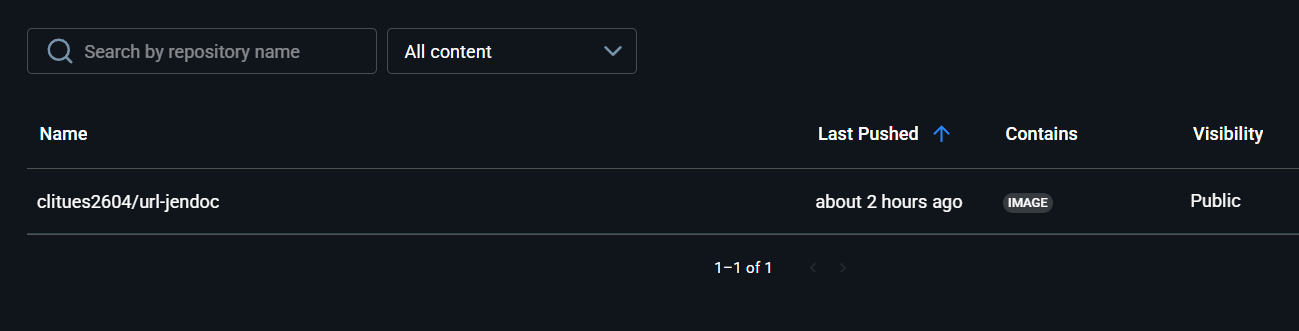 Search by repository name
All content
Name Last Pushed Contains Visibility
clitues2604/url-jendoc about 2 hours ago IMAGE Public
1–1 of 1